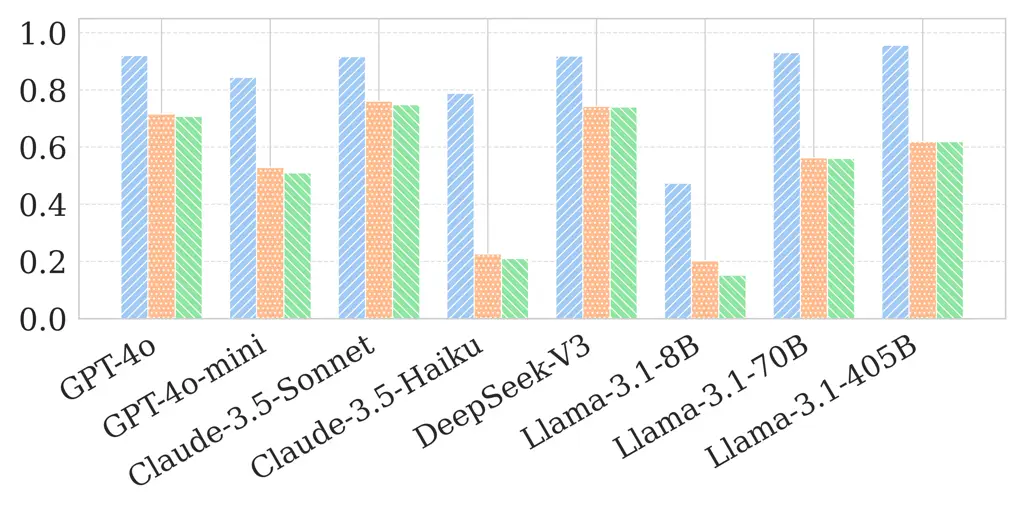 1.0
0.8
0.6
0.4
0.2
0.0
GPT-4o
GPT-4o-mini
Claude-3.5-Sonnet
Claude-3.5-Haiku
DeepSeek-V3
Llama-3.1-8B
Llama-3.1-70B
Llama-3.1-405B